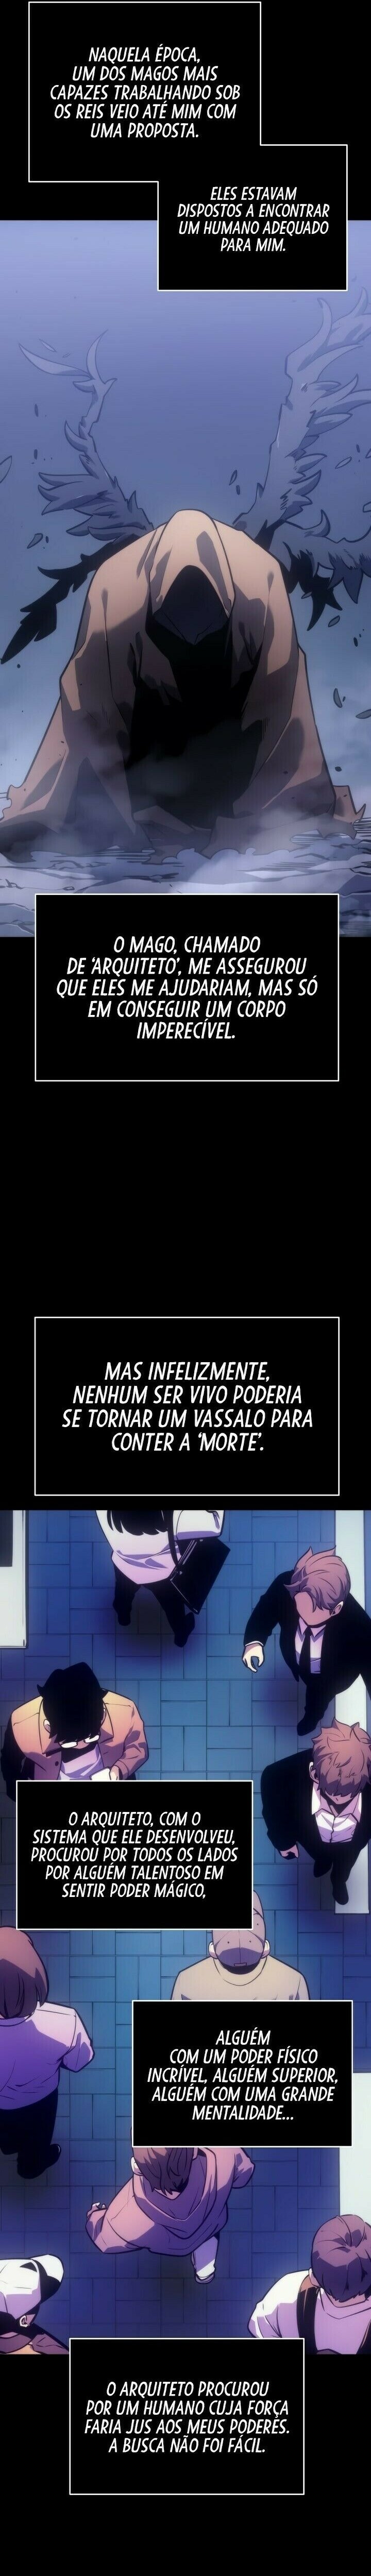 NAQUELA ÉPOCA,
UM DOS MAGOS MAIS
CAPAZES TRABALHANDO SOB
OS REIS VEIO ATÉ MIM COM
UMA PROPOSTA.
ELES ESTAVAM
DISPOSTOS A ENCONTRAR
UM HUMANO ADEQUADO
PARA MIM.
O MAGO, CHAMADO
DE 'ARQUITETO', ME ASSEGUROU
QUE ELES ME AJUDARIAM, MAS SÓ
EM CONSEGUIR UM CORPO
IMPERECÍVEL.
MAS INFELIZMENTE,
NENHUM SER VIVO PODERIA
SE TORNAR UM VASSALO PARA
CONTER A 'MORTE'.
O ARQUITETO, COM O
SISTEMA QUE ELE DESENVOLVEU,
PROCUROU POR TODOS OS LADOS
POR ALGUÉM TALENTOSO EM
SENTIR PODER MÁGICO,
ALGUÉM
COM UM PODER FÍSICO
INCRÍVEL, ALGUÉM SUPERIOR,
ALGUÉM COM UMA GRANDE
MENTALIDADE...
O ARQUITETO PROCUROU
POR UM HUMANO CUJA FORÇA
FARIA JUS AOS MEUS PODERES.
A BUSCA NÃO FOI FÁCIL.